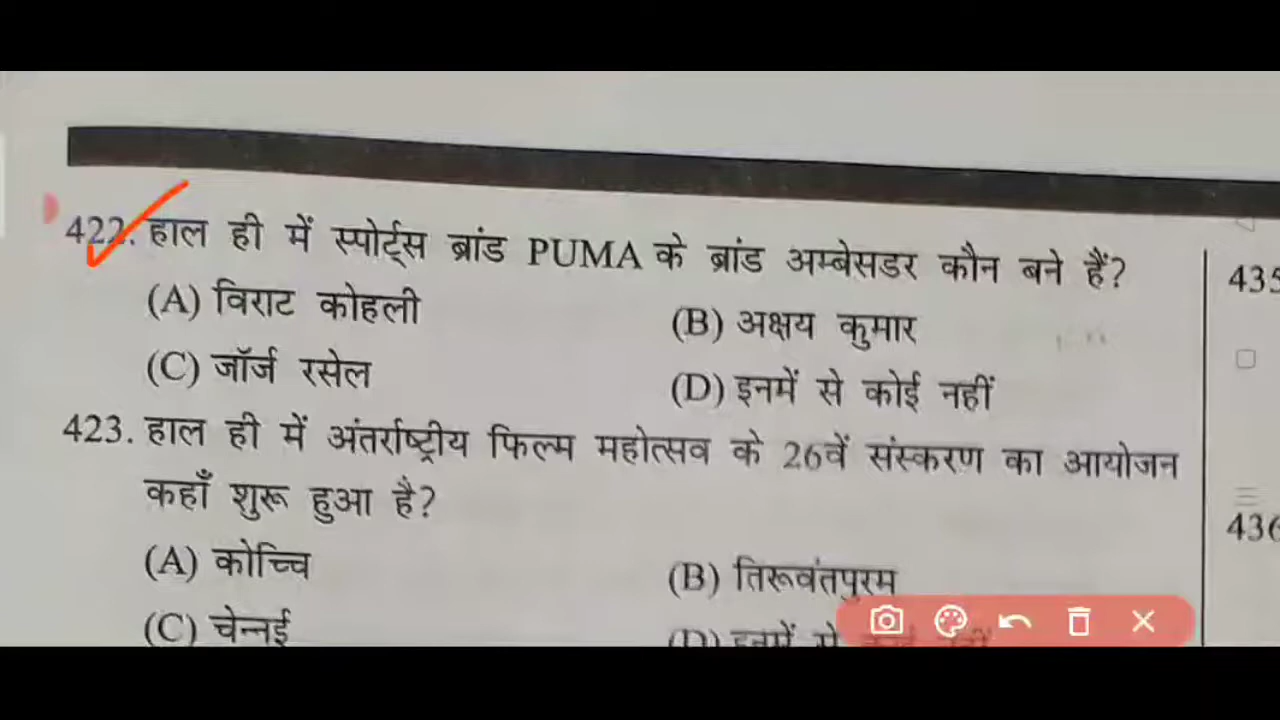 422. हाल ही में स्पोर्ट्स ब्रांड PUMA के ब्रांड अम्बेसडर कौन बने हैं?
(A) विराट कोहली (B) अक्षय कुमार
(C) जॉर्ज रसेल (D) इनमें से कोई नहीं
423. हाल ही में अंतर्राष्ट्रीय फिल्म महोत्सव के 26वें संस्करण का आयोजन
कहाँ शुरू हुआ है?
(A) कोच्चि (B) तिरूवंतपुरम
(C) चेन्नई (D) इनमें से
435
436